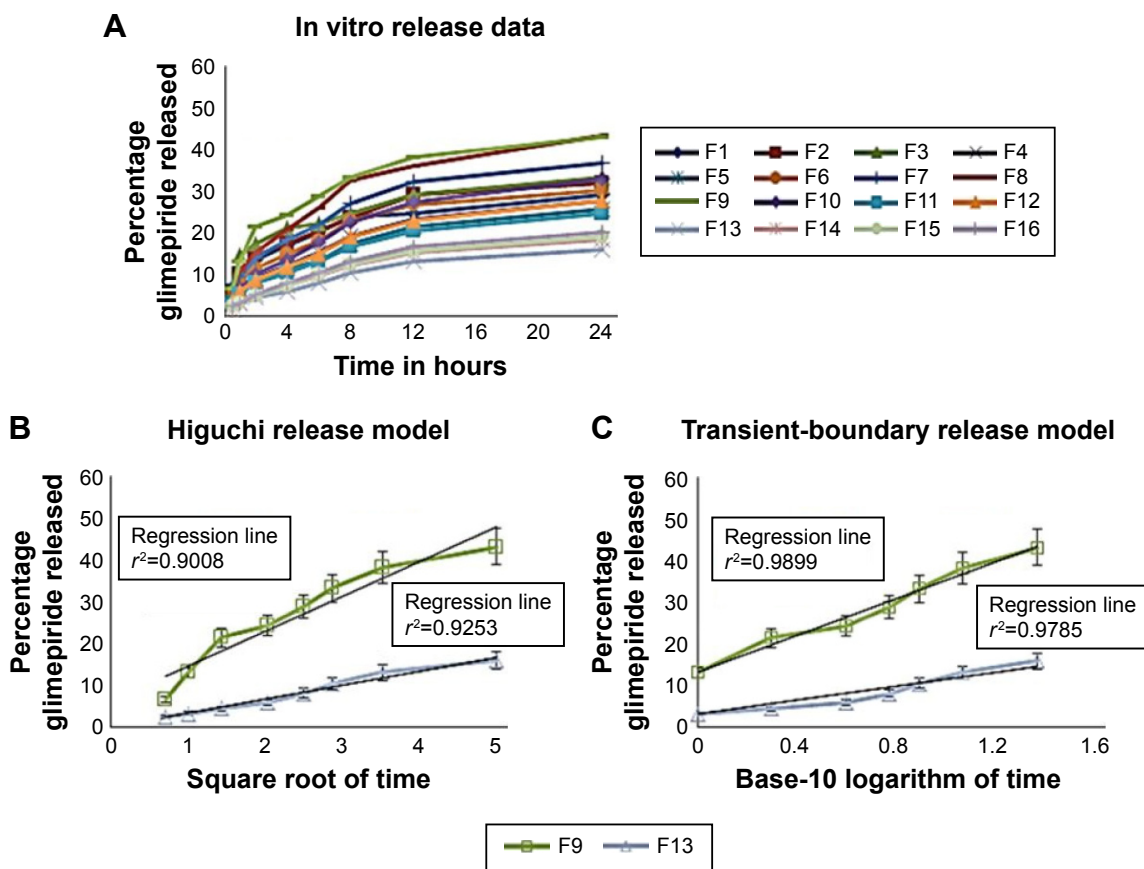 A
In vitro release data
Percentage
glimepiride released
60
50
40
30
20
10
0
0 4 8 12 16 20 24
Time in hours
F1 F2 F3 F4
F5 F6 F7 F8
F9 F10 F11 F12
F13 F14 F15 F16
B
Higuchi release model
Percentage
glimepiride released
60
50
40
30
20
10
0
Regression line
r²=0.9008
Regression line
r²=0.9253
0 1 2 3 4 5
Square root of time
C
Transient-boundary release model
Percentage
glimepiride released
60
50
40
30
20
10
0
Regression line
r²=0.9899
Regression line
r²=0.9785
0 0.4 0.8 1.2 1.6
Base-10 logarithm of time
F9 F13